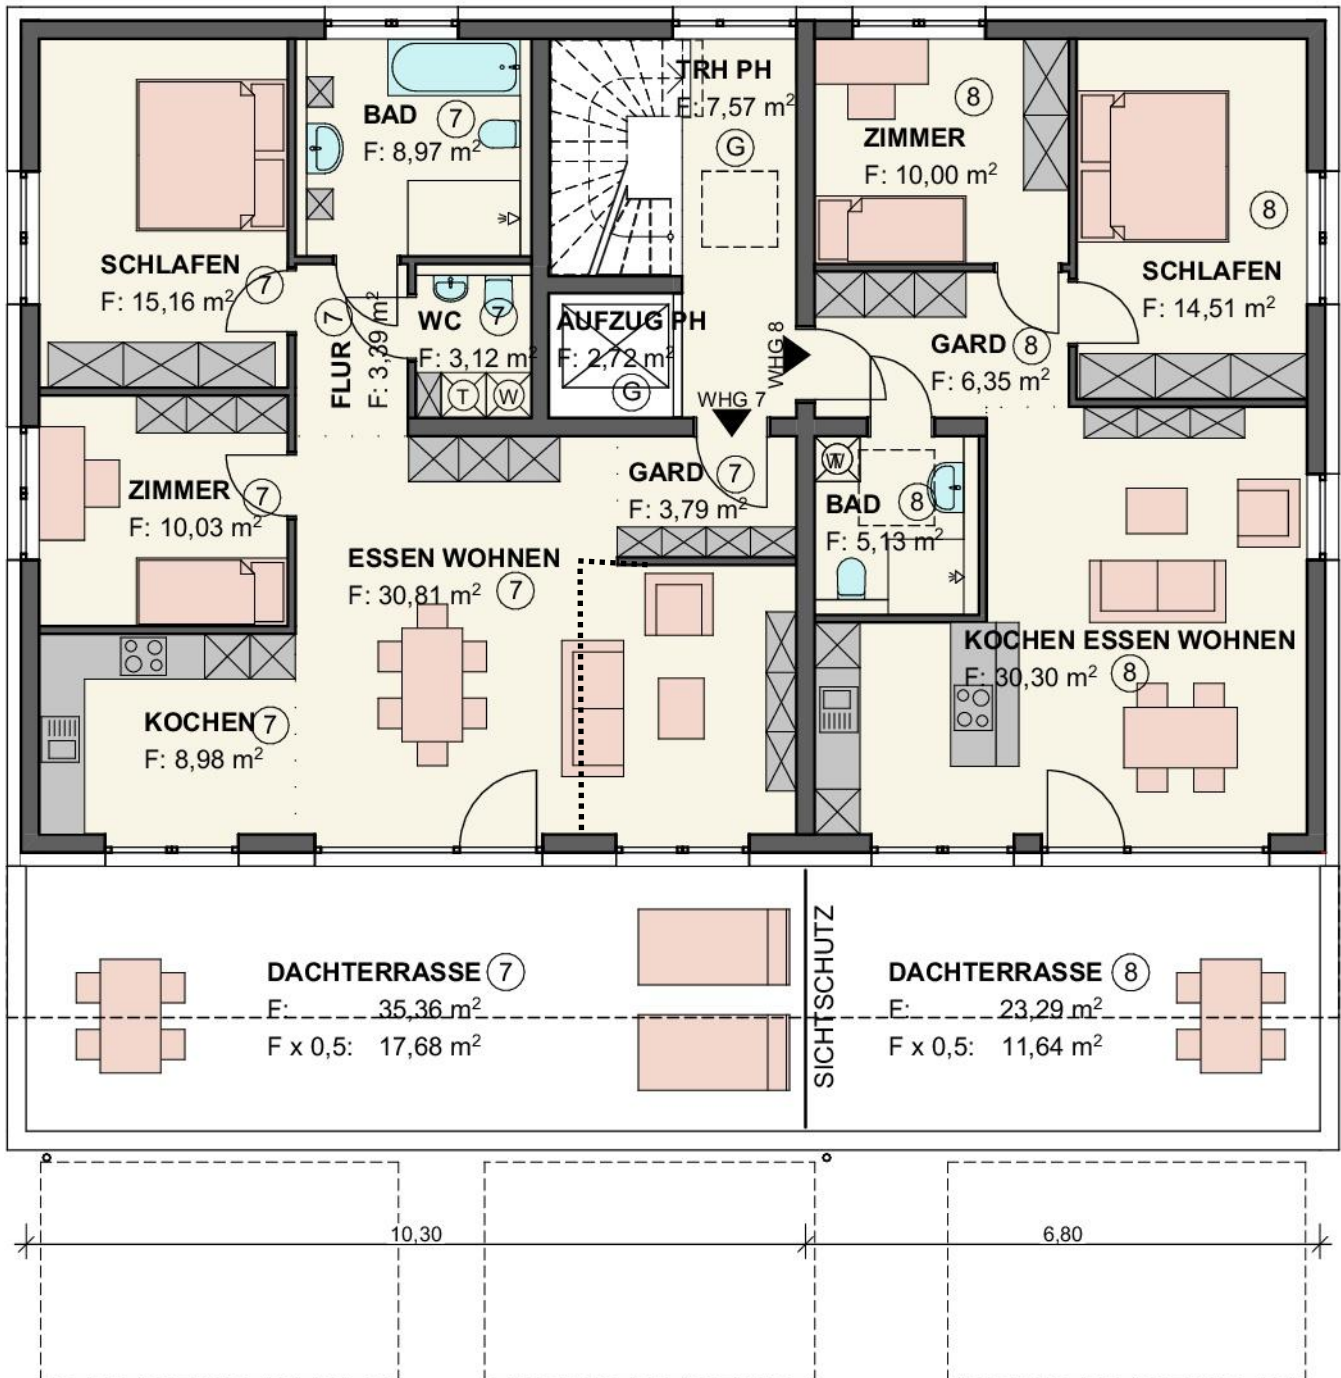 TRH PH
F: 7,57 m²
G
BAD 7
F: 8,97 m²
8
ZIMMER
F: 10,00 m²
8
SCHLAFEN
F: 14,51 m²
SCHLAFEN 7
F: 15,16 m²
FLUR 7
F: 3,39 m²
WC 7
F: 3,12 m²
T W
AUFZUG PH
F: 2,72 m²
G
WHG 8
WHG 7
GARD 8
F: 6,35 m²
ZIMMER 7
F: 10,03 m²
GARD 7
F: 3,79 m²
BAD 8
F: 5,13 m²
ESSEN WOHNEN
F: 30,81 m² 7
KOCHEN ESSEN WOHNEN
F: 30,30 m² 8
KOCHEN 7
F: 8,98 m²
DACHTERRASSE 7
F: 35,36 m²
F x 0,5: 17,68 m²
SICHTSCHUTZ
DACHTERRASSE 8
F: 23,29 m²
F x 0,5: 11,64 m²
10,30
6,80